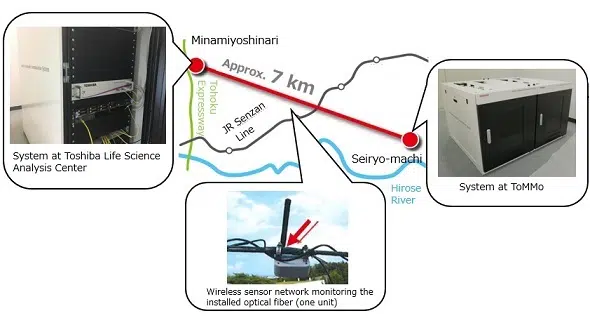 Minamiyoshinari
Approx. 7 km
Tohoku
Expressway
JR Senzan
Line
Seiryo-machi
Hirose
River
TOSHIBA
System at Toshiba Life Science
Analysis Center
System at ToMMo
Wireless sensor network monitoring the
installed optical fiber (one unit)